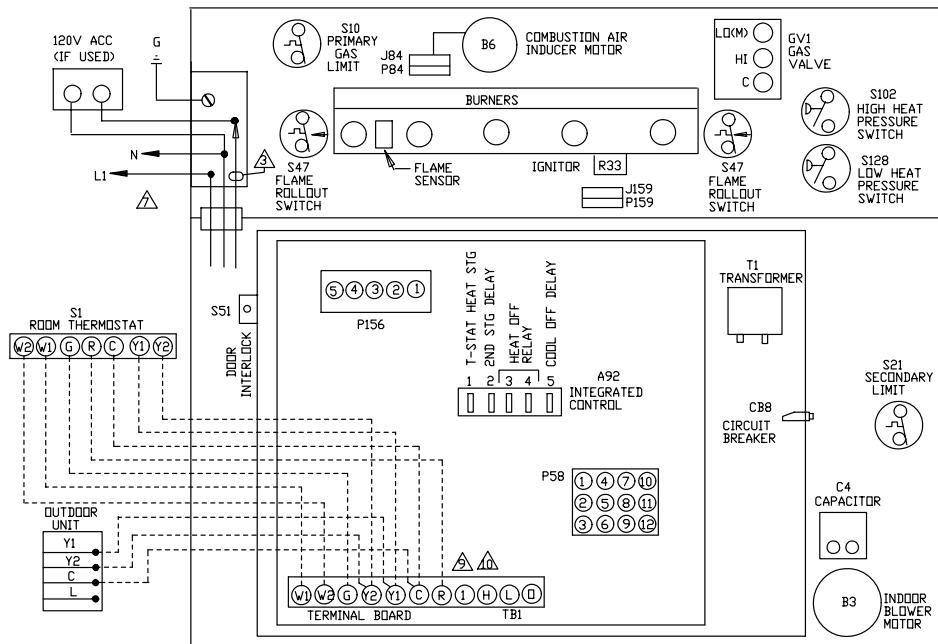 120V ACC
(IF USED)
G
S10
PRIMARY
GAS
LIMIT
J84
P84
B6
COMBUSTION AIR
INDUCER MOTOR
LO(M)
HI
C
GV1
GAS
VALVE
BURNERS
S102
HIGH HEAT
PRESSURE
SWITCH
N
3
L1
7
S47
FLAME
ROLLOUT
SWITCH
FLAME
SENSOR
IGNITOR
R33
J159
P159
S47
FLAME
ROLLOUT
SWITCH
S128
LOW HEAT
PRESSURE
SWITCH
S51
DOOR
INTERLOCK
5 4 3 2 1
P156
T-STAT HEAT STG
2ND STG DELAY
HEAT OFF
RELAY
COOL OFF DELAY
1 2 3 4 5
A92
INTEGRATED
CONTROL
T1
TRANSFORMER
S1
ROOM THERMOSTAT
W2 W1 G R C Y1 Y2
CB8
CIRCUIT
BREAKER
S21
SECONDARY
LIMIT
P58
1 4 7 10
2 5 8 11
3 6 9 12
C4
CAPACITOR
OUTDOOR
UNIT
Y1
Y2
C
L
9 10
W1 W2 G Y2 Y1 C R 1 H L O
TERMINAL BOARD
TB1
B3
INDOOR
BLOWER
MOTOR